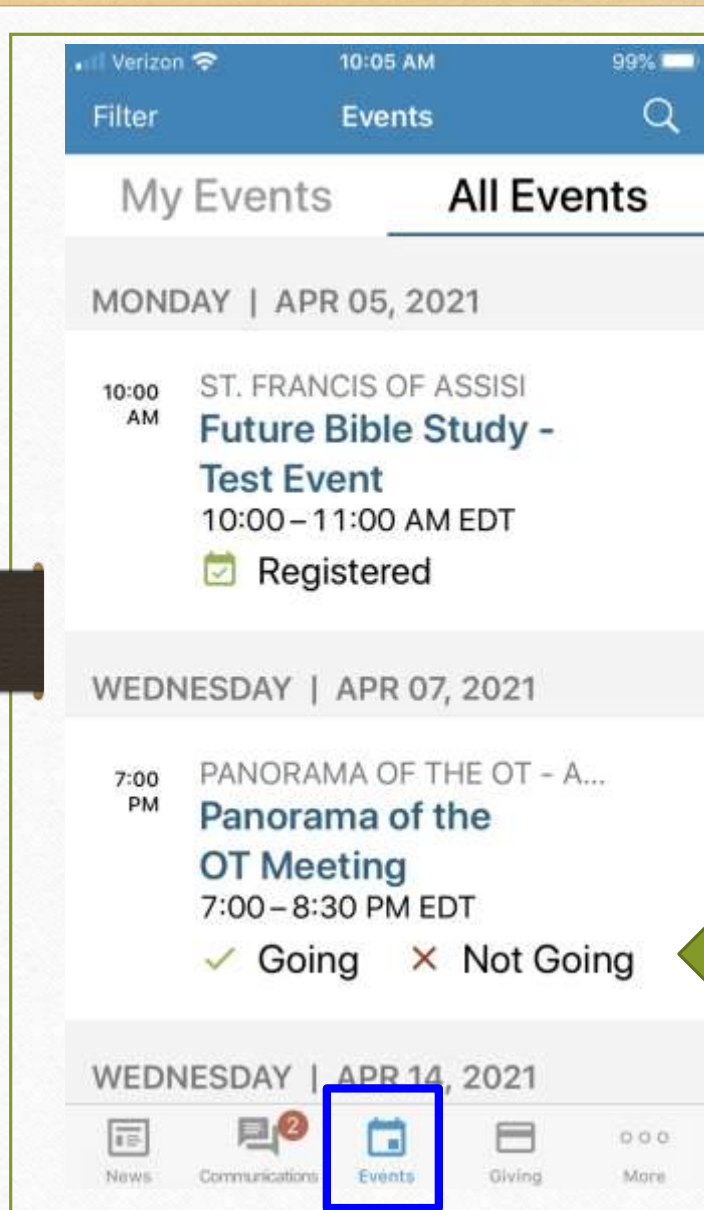 Verizon 10:05 AM 99%
Filter Events
My Events All Events
MONDAY | APR 05, 2021
10:00 ST. FRANCIS OF ASSISI
AM Future Bible Study -
Test Event
10:00–11:00 AM EDT
Registered
WEDNESDAY | APR 07, 2021
7:00 PANORAMA OF THE OT - A...
PM Panorama of the
OT Meeting
7:00–8:30 PM EDT
Going Not Going
WEDNESDAY | APR 14, 2021
2
News Communications Events Giving More